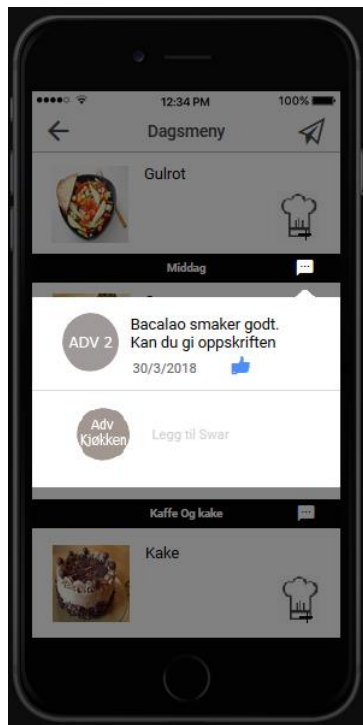 12:34 PM
100%
Dagsmeny
Gulrot
Middag
Bacalao smaker godt.
ADV 2
Kan du gi oppskriften
30/3/2018
Adv
Kjøkken
Legg til Swar
Kaffe Og kake
Kake